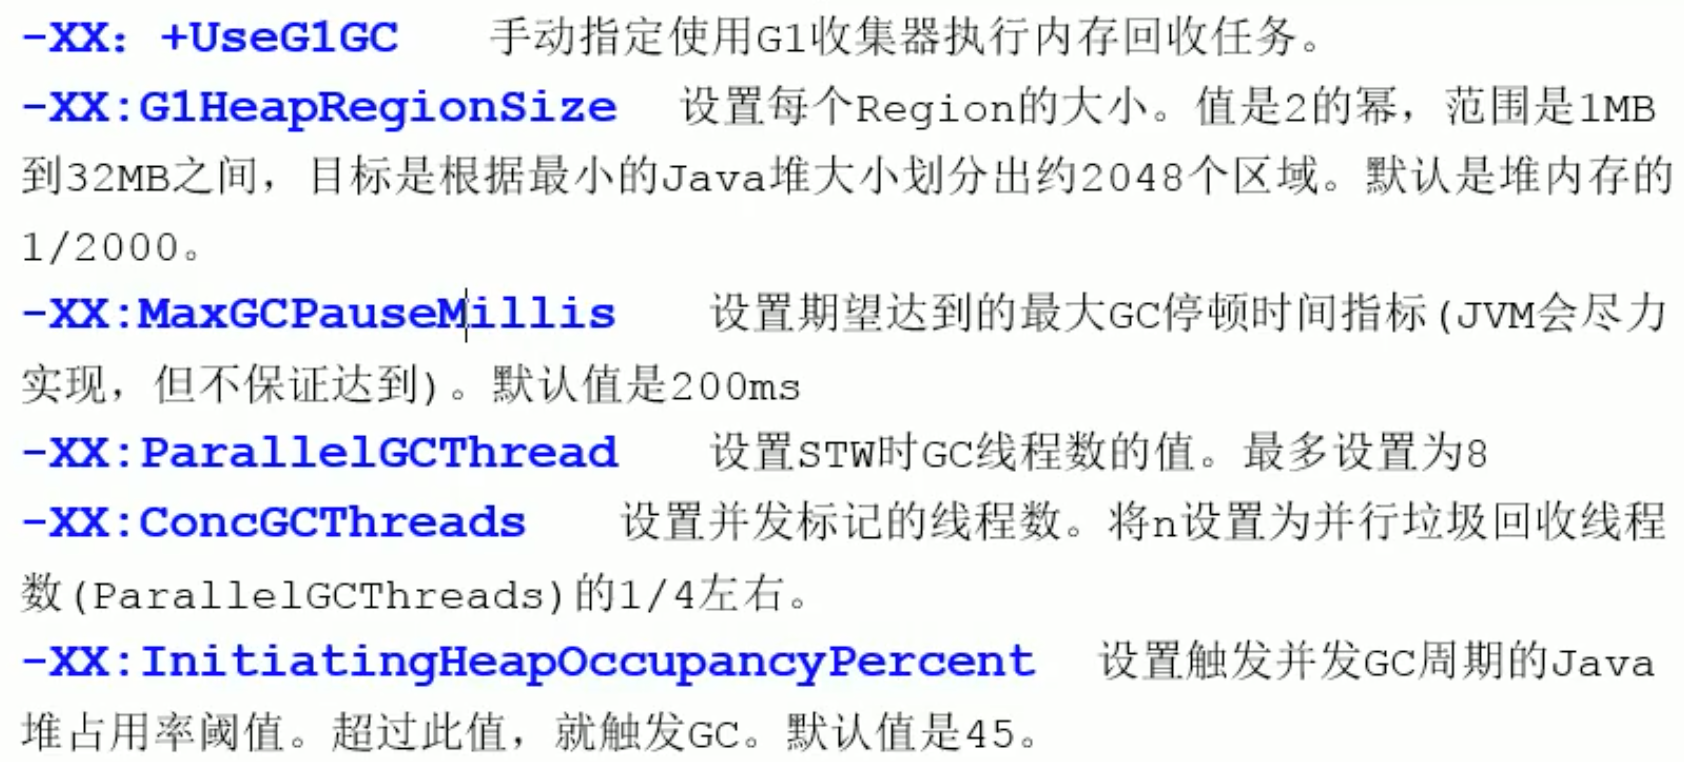 -XX: +UseG1GC 手动指定使用G1收集器执行内存回收任务。
-XX:G1HeapRegionSize 设置每个Region的大小。值是2的幂，范围是1MB
到32MB之间，目标是根据最小的Java堆大小划分出约2048个区域。默认是堆内存的
1/2000。
-XX:MaxGCPauseMillis 设置期望达到的最大GC停顿时间指标(JVM会尽力
实现，但不保证达到)。默认值是200ms
-XX:ParallelGCThread 设置STW时GC线程数的值。最多设置为8
-XX:ConcGCThreads 设置并发标记的线程数。将n设置为并行垃圾回收线程
数(ParallelGCThreads)的1/4左右。
-XX:InitiatingHeapOccupancyPercent 设置触发并发GC周期的Java
堆占用率阈值。超过此值，就触发GC。默认值是45。